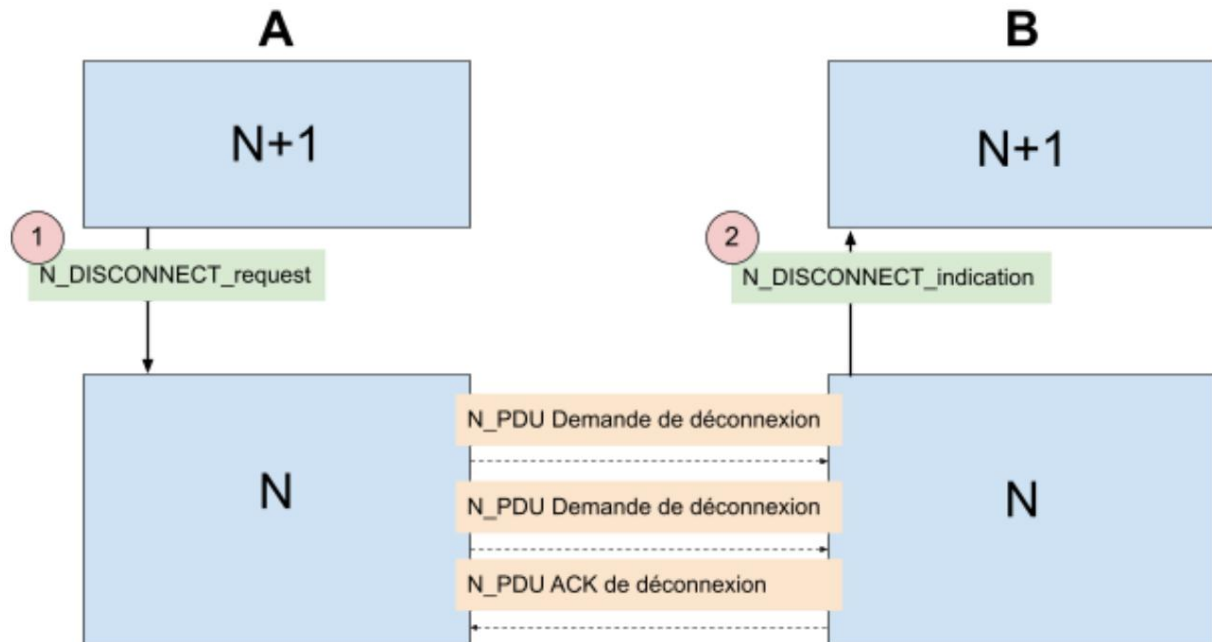 A
B
N+1
N+1
1
N_DISCONNECT_request
2
N_DISCONNECT_indication
N_PDU Demande de déconnexion
N
N_PDU Demande de déconnexion
N
N_PDU ACK de déconnexion